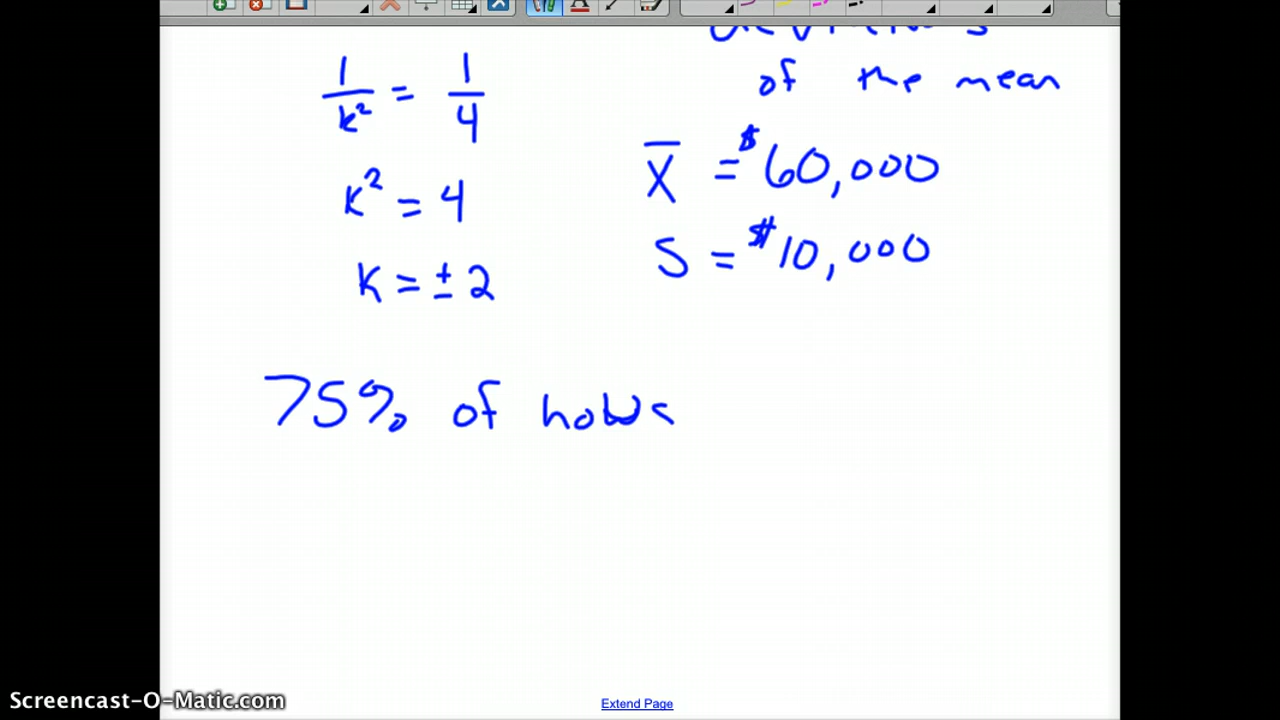 of the mean
1/k² = 1/4
k² = 4
k = ± 2
X̄ = $60,000
S = $10,000
75% of
Screencast-O-Matic.com
Extend Page